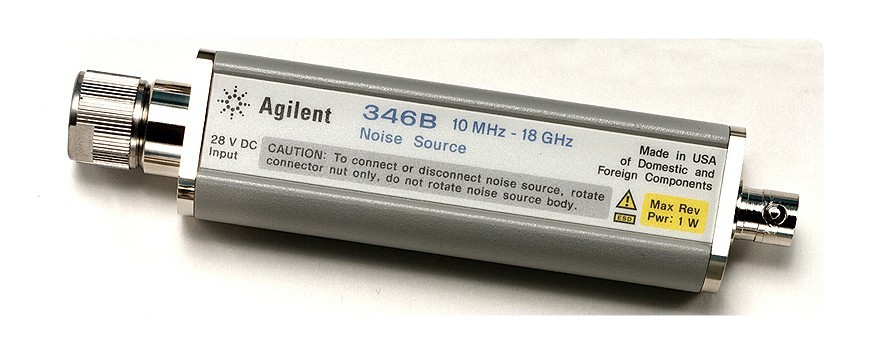 Agilent 346B 10 MHz - 18 GHz
Noise Source
28 V DC
Input
CAUTION: To connect or disconnect noise source, rotate
connector nut only, do not rotate noise source body.
Made in USA
of Domestic and
Foreign Components
ESD
Max Rev
Pwr: 1 W